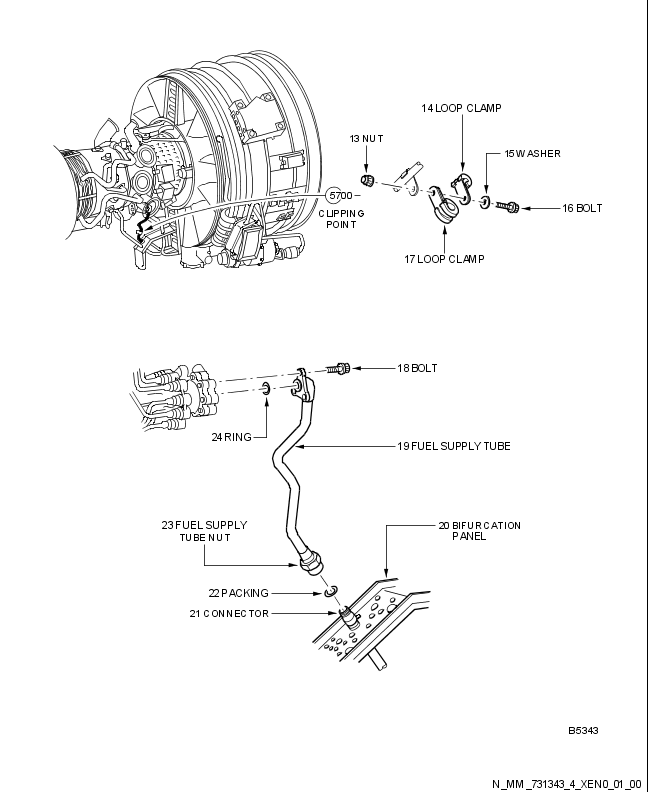 14 LOOP CLAMP
13 NUT
15 WASHER
5700
CLIPPING
POINT
16 BOLT
17 LOOP CLAMP
18 BOLT
24 RING
19 FUEL SUPPLY TUBE
23 FUEL SUPPLY
TUBE NUT
20 BIFURCATION
PANEL
22 PACKING
21 CONNECTOR
B5343
N_MM_731343_4_XEN0_01_00